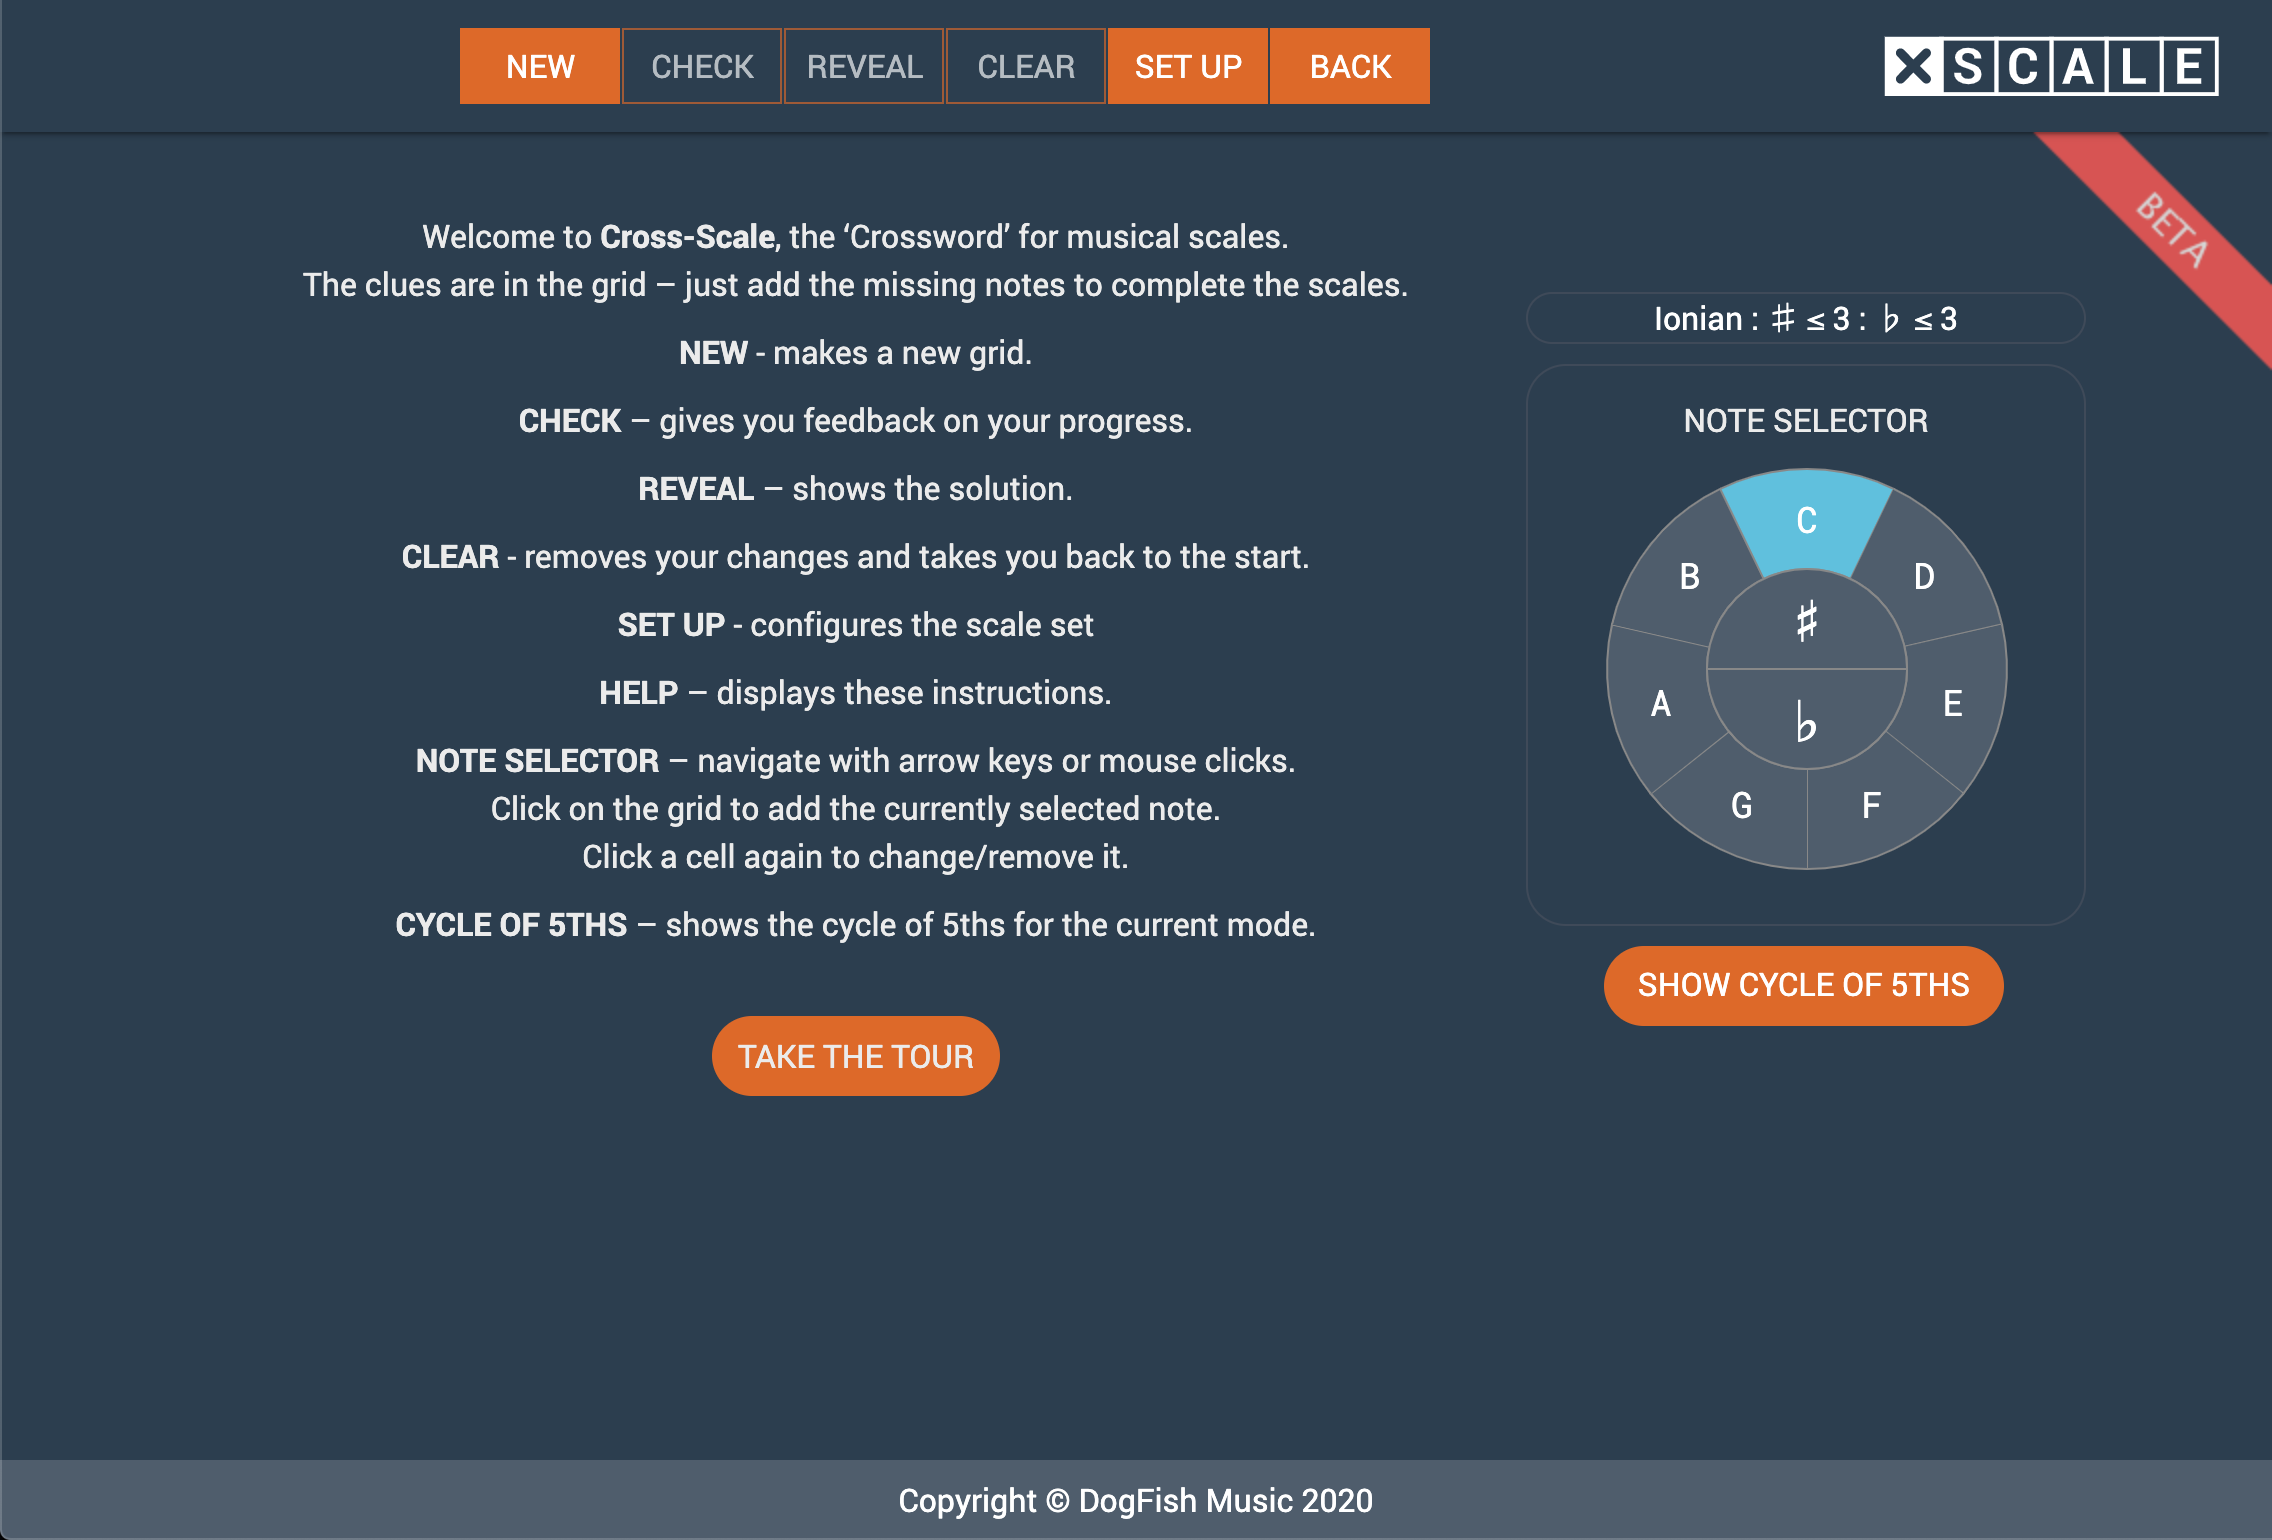 NEW CHECK REVEAL CLEAR SET UP BACK
XSCALE
BETA
Welcome to Cross-Scale, the ‘Crossword’ for musical scales.
The clues are in the grid – just add the missing notes to complete the scales.
NEW - makes a new grid.
CHECK – gives you feedback on your progress.
REVEAL – shows the solution.
CLEAR - removes your changes and takes you back to the start.
SET UP - configures the scale set
HELP – displays these instructions.
NOTE SELECTOR – navigate with arrow keys or mouse clicks.
Click on the grid to add the currently selected note.
Click a cell again to change/remove it.
CYCLE OF 5THS – shows the cycle of 5ths for the current mode.
TAKE THE TOUR
Ionian : ♯ ≤ 3 : ♭ ≤ 3
NOTE SELECTOR
C
B
D
♯
A
E
♭
G
F
SHOW CYCLE OF 5THS
Copyright © DogFish Music 2020